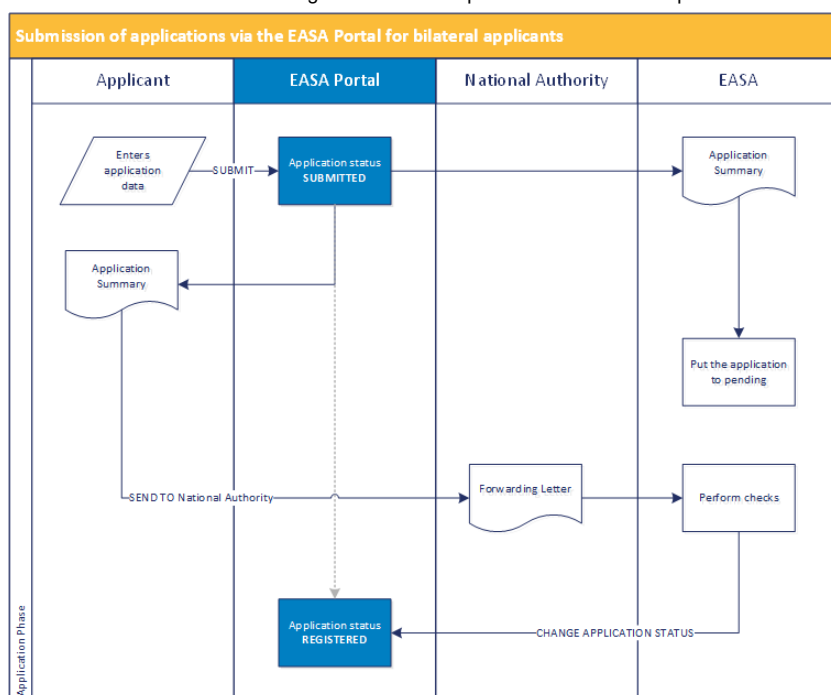 Submission of applications via the EASA Portal for bilateral applicants
Applicant
EASA Portal
National Authority
EASA
Enters
application
data
SUBMIT
Application status
SUBMITTED
Application
Summary
Application
Summary
Put the application
to pending
SEND TO National Authority
Forwarding Letter
Perform checks
Application status
REGISTERED
CHANGE APPLICATION STATUS
Application Phase